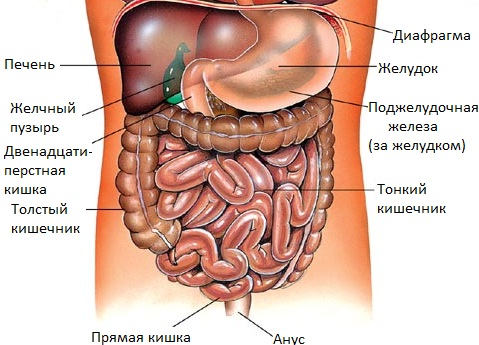 Печень
Желчный
пузырь
Двенадцати-
перстная
кишка
Толстый
кишечник
Прямая кишка
Анус
Диафрагма
Желудок
Поджелудочная
железа
(за желудком)
Тонкий
кишечник